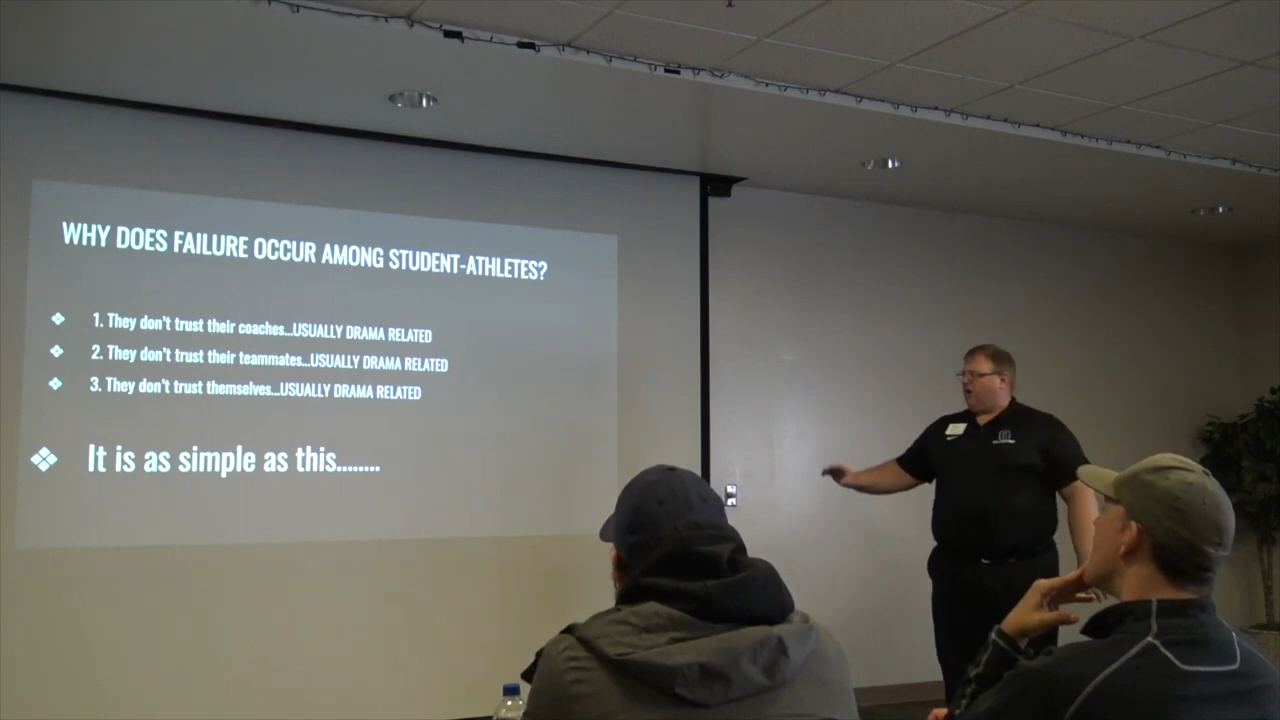 WHY DOES FAILURE OCCUR AMONG STUDENT-ATHLETES?
❖ 1. They don't trust their coaches...USUALLY DRAMA RELATED
❖ 2. They don't trust their teammates...USUALLY DRAMA RELATED
❖ 3. They don't trust themselves...USUALLY DRAMA RELATED
❖ It is as simple as this........